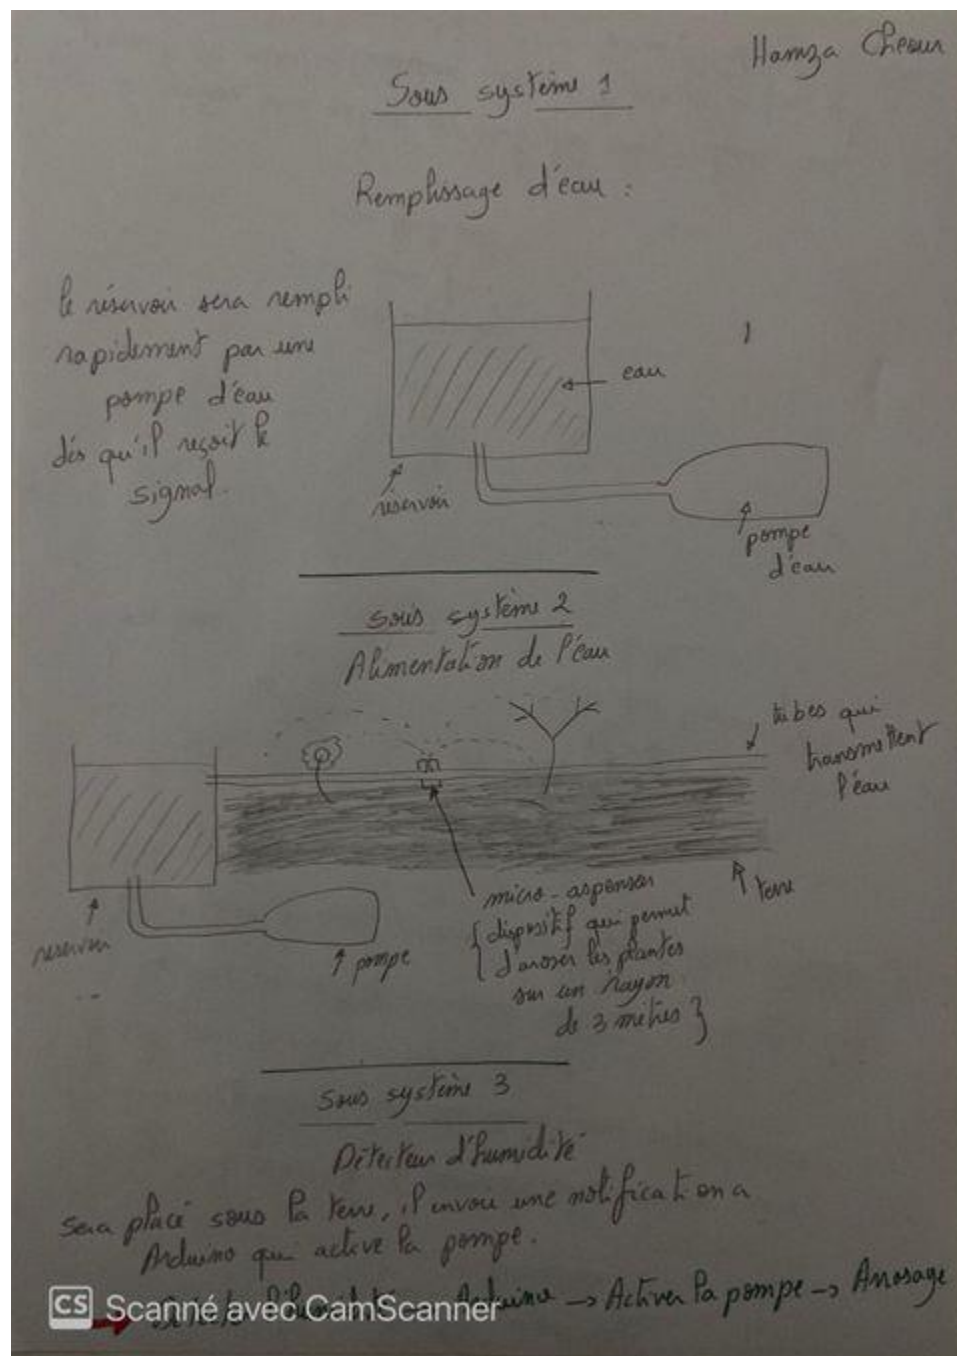 Hamza Cheour
Sous système 1
Remplissage d'eau :
le réservoir sera rempli
rapidement par une
pompe d'eau
dés qu'il reçoit le
signal.
eau
réservoir
pompe
d'eau
sous système 2
Alimentation de l'eau
tubes qui
transmettent
l'eau
terre
micro-asperseur
{ dispositif qui permet
d'arroser les plantes
sur un rayon
de 3 mètres }
reservoir
pompe
sous système 3
Détecteur d'humidité
sera placé sous la terre, il envoi une notification a
Arduino qui active la pompe.
Arduino -> Activer la pompe -> Arrosage
CS Scanné avec CamScanner